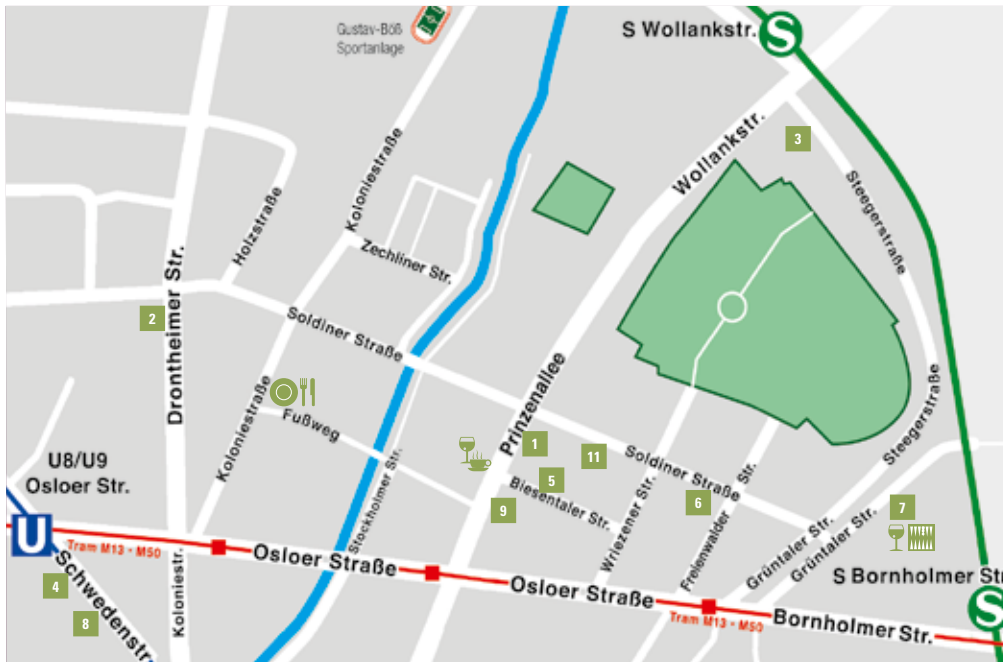 Gustav-Böß
Sportanlage
S Wollankstr.
S
Wollankstr.
3
Steegerstraße
Koloniestraße
Holzstraße
Zechliner Str.
Drontheimer Str.
2
Soldiner Straße
Koloniestraße
Fußweg
Prinzenallee
1
11
Soldiner Straße
Steegerstraße
U8/U9
Osloer Str.
Stockholmer Str.
5
Biesentaler Str.
9
6
Wriezener Str.
Freienwalder Str.
7
Grüntaler Str.
Grüntaler Str.
U
Tram M13 - M50
Osloer Straße
Osloer Straße
S Bornholmer Str
S
Schwedenstr.
Koloniestr.
4
8
Tram M13 - M50
Bornholmer Str.